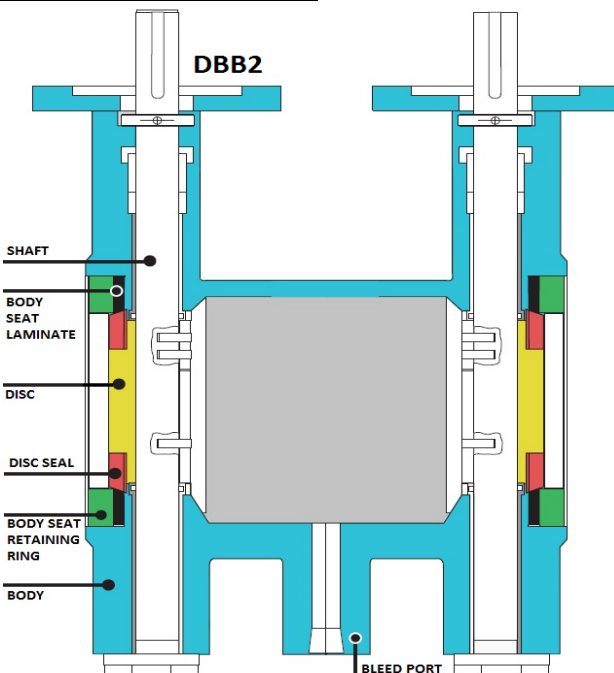 DBB2
SHAFT
BODY
SEAT
LAMINATE
DISC
DISC SEAL
BODY SEAT
RETAINING
RING
BODY
BLEED PORT